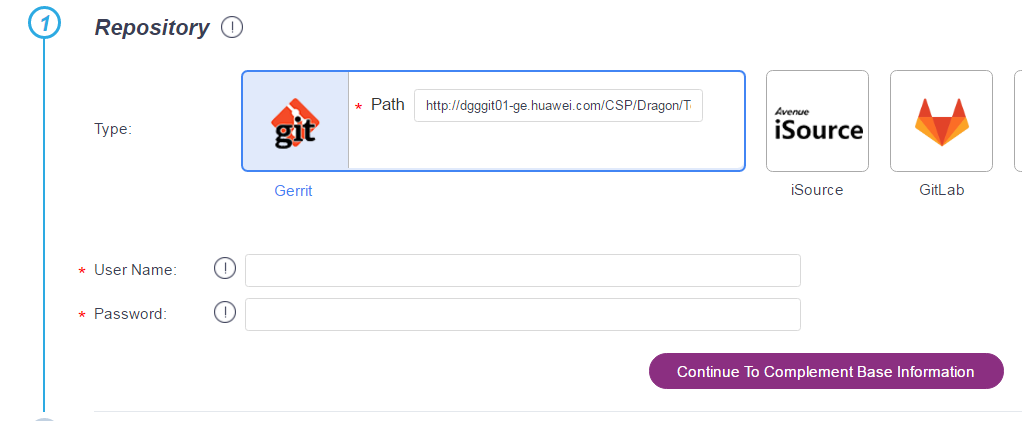 1
Repository !
Type:
git
* Path http://dgggit01-ge.huawei.com/CSP/Dragon/T
Avenue
iSource
Gerrit
iSource
GitLab
* User Name: !
* Password: !
Continue To Complement Base Information